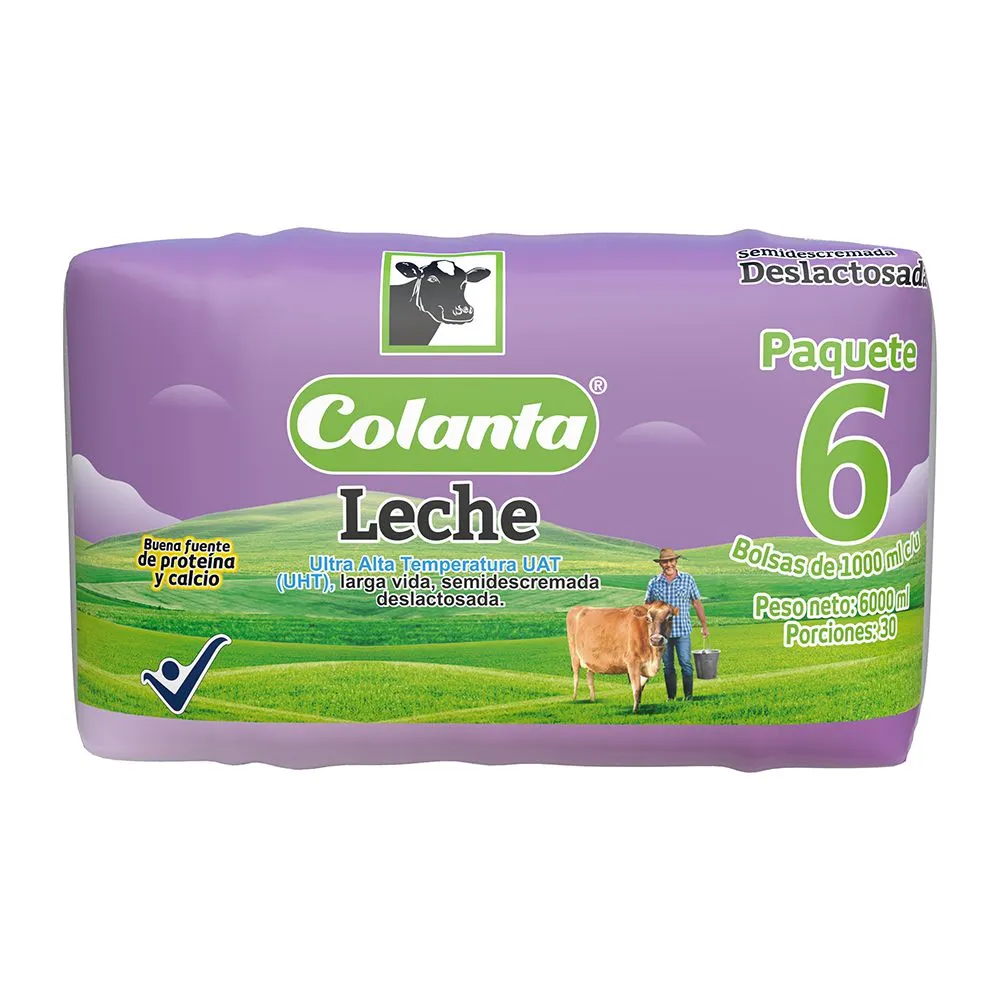 Semidescremada
Deslactosada
Paquete
6
Bolsas de 1000 ml c/u
Peso neto: 6000 ml
Porciones: 30
Colanta®
Leche
Ultra Alta Temperatura UAT
(UHT), larga vida, semidescremada
deslactosada.
Buena fuente
de proteína
y calcio